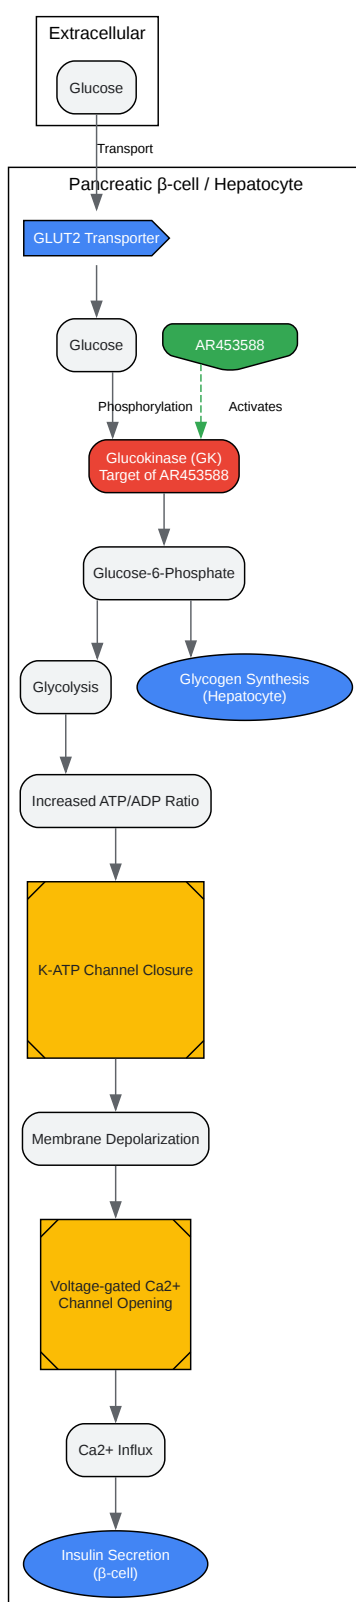 Extracellular
Glucose
Transport
Pancreatic β-cell / Hepatocyte
GLUT2 Transporter
Glucose
AR453588
Phosphorylation
Activates
Glucokinase (GK)
Target of AR453588
Glucose-6-Phosphate
Glycolysis
Glycogen Synthesis
(Hepatocyte)
Increased ATP/ADP Ratio
K-ATP Channel Closure
Membrane Depolarization
Voltage-gated Ca2+
Channel Opening
Ca2+ Influx
Insulin Secretion
(β-cell)